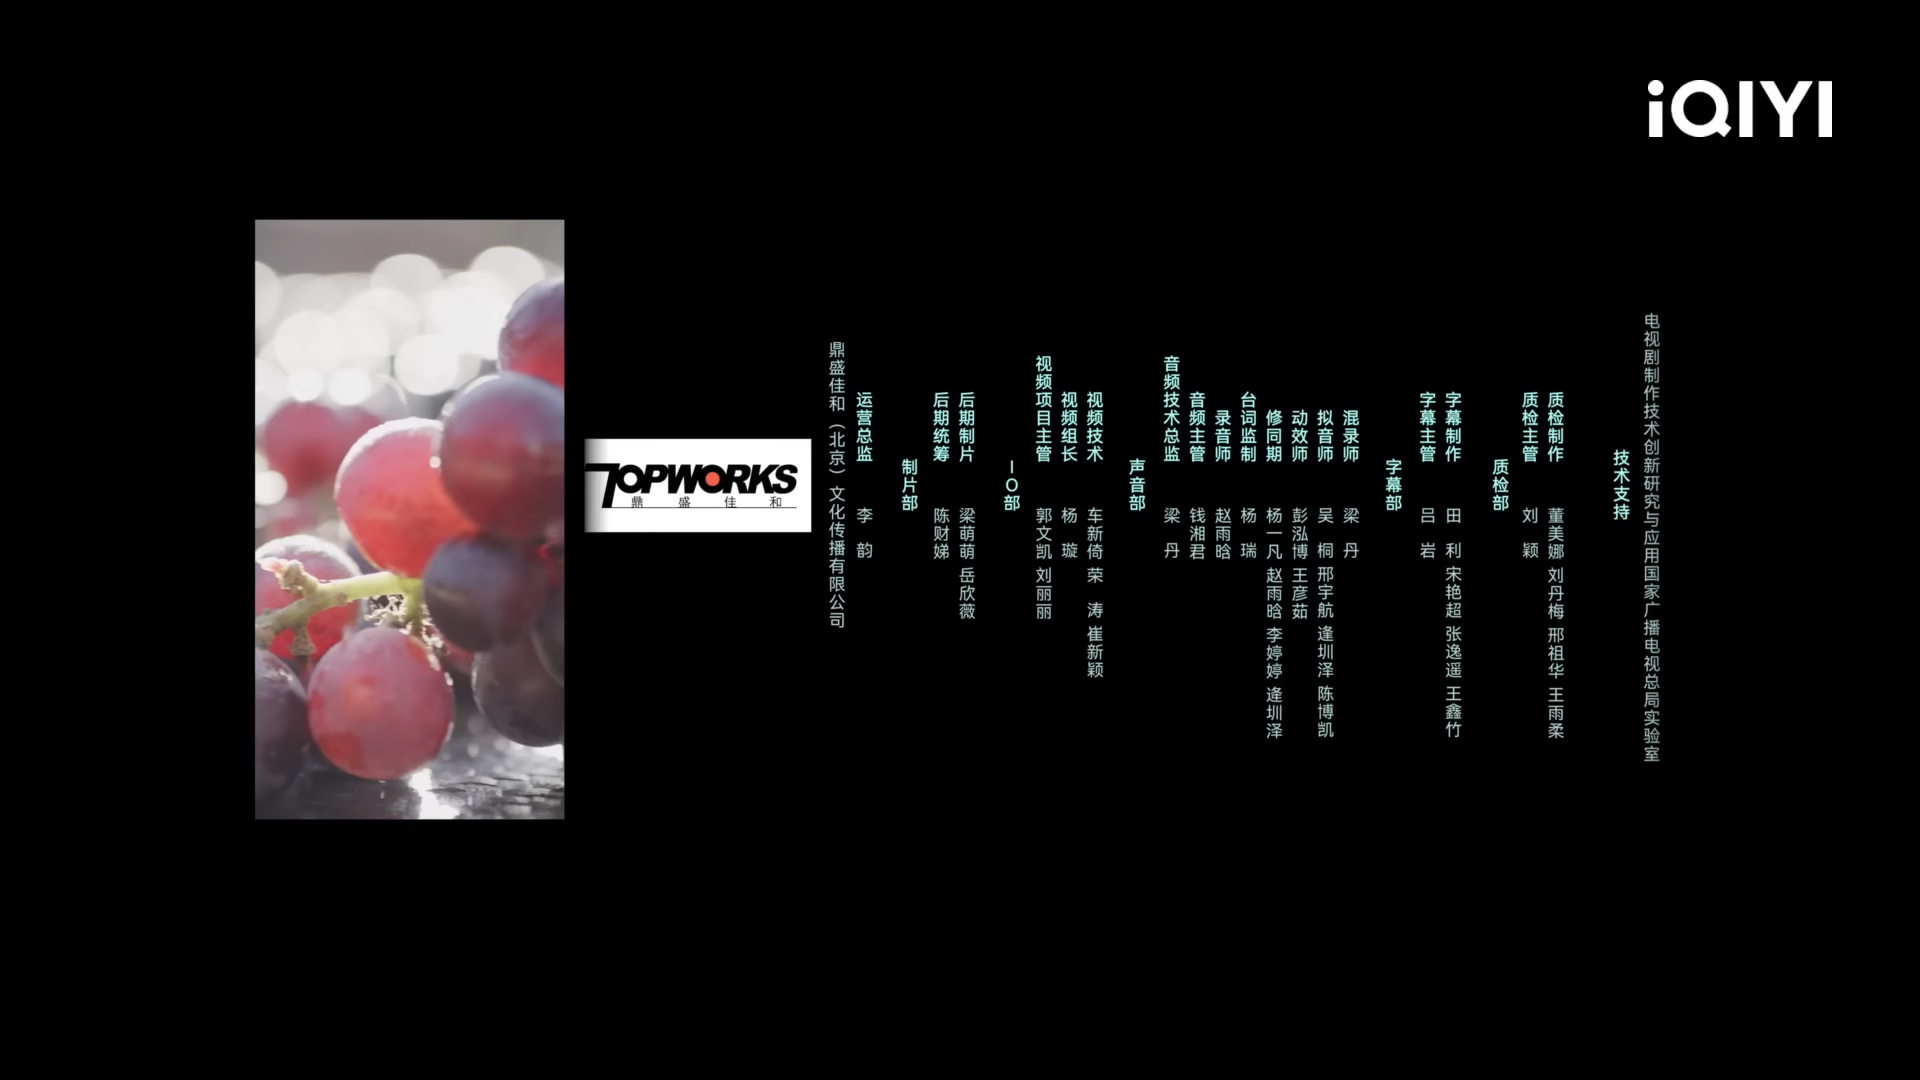 iQIYI
TOPWORKS
鼎盛佳和
鼎盛佳和（北京）文化传播有限公司
运营总监 李韵
制片部
后期统筹 陈财娣
后期制片 梁萌萌 岳欣薇
IO部
视频项目主管 郭文凯 刘丽丽
视频组长 杨璇
视频技术 车新倚 荣涛 崔新颖
声音部
音频技术总监 梁丹
音频主管 钱湘君
录音师 赵雨晗
台词监制 杨瑞
修同期 杨一凡 赵雨晗 李婷婷 逄圳泽
动效师 彭泓博 王彦茹
拟音师 吴桐 邢宇航 逄圳泽 陈博凯
混录师 梁丹
字幕部
字幕主管 吕岩
字幕制作 田利 宋艳超 张逸遥 王鑫竹
质检部
质检主管 刘颖
质检制作 董美娜 刘丹梅 邢祖华 王雨柔
技术支持
电视剧制作技术创新研究与应用国家广播电视总局实验室